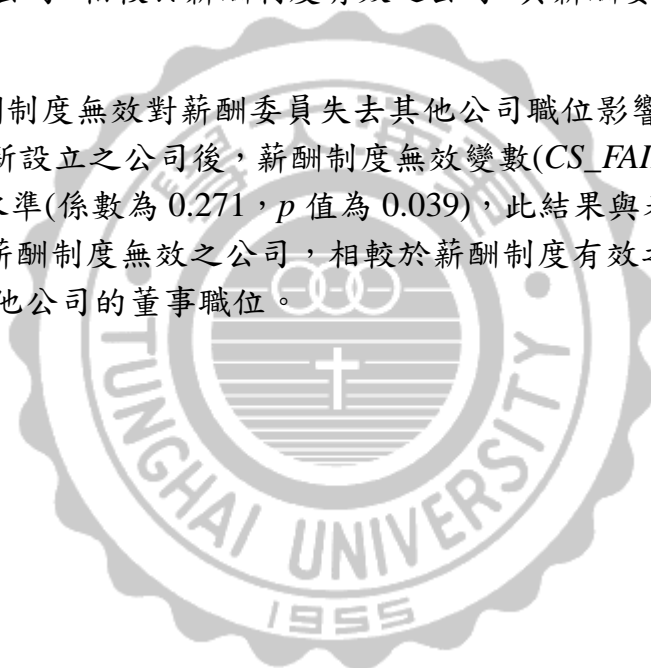 制度無效對薪酬委員失去其他公司職位影響
設立之公司後，薪酬制度無效變數(CS_FAI
水準(係數為 0.271，p 值為 0.039)，此結果與
薪酬制度無效之公司，相較於薪酬制度有效
他公司的董事職位。
TUNGHAI UNIVERSITY
1955